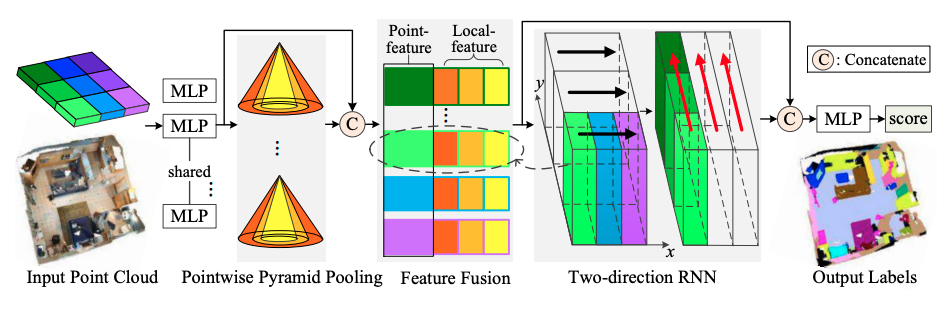 Point-
feature
Local-
feature
C : Concatenate
MLP
MLP
shared
MLP
C
y
x
C
MLP
score
Input Point Cloud
Pointwise Pyramid Pooling
Feature Fusion
Two-direction RNN
Output Labels